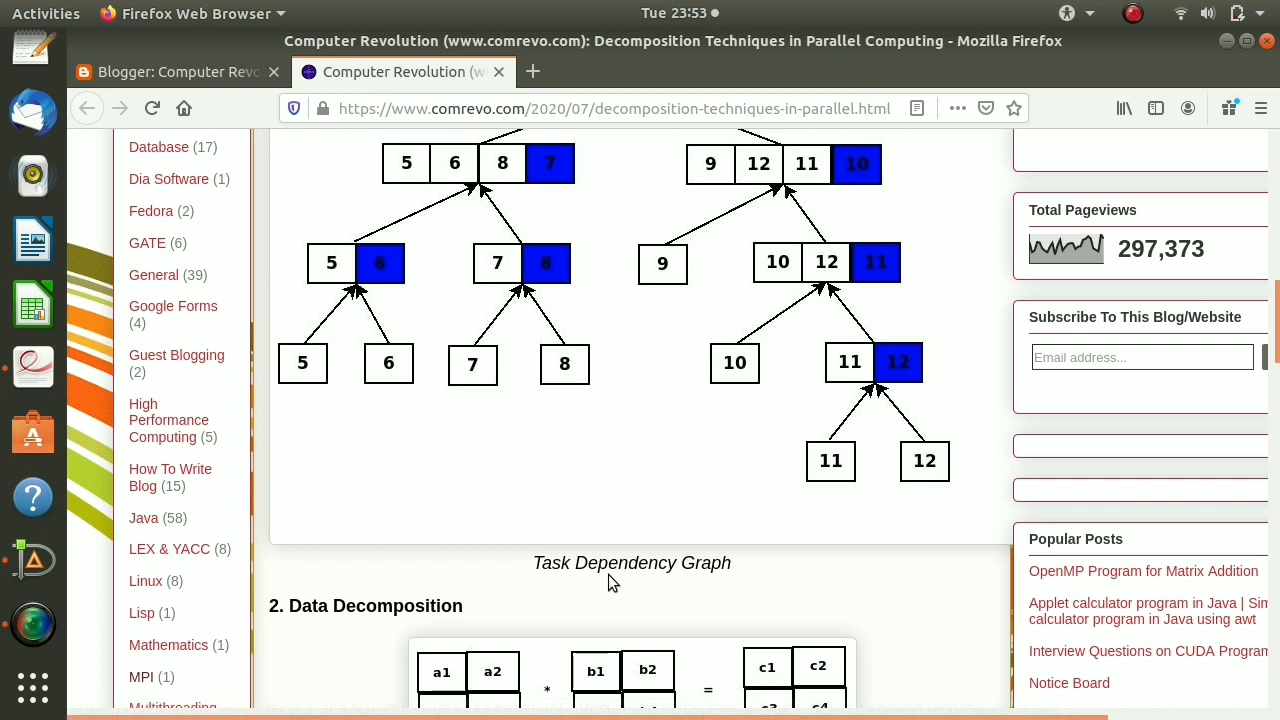 Activities Firefox Web Browser Tue 23:53
Computer Revolution (www.comrevo.com): Decomposition Techniques in Parallel Computing - Mozilla Firefox
Blogger: Computer Revo Computer Revolution (w
https://www.comrevo.com/2020/07/decomposition-techniques-in-parallel.html
Database (17)
Dia Software (1)
Fedora (2)
GATE (6)
General (39)
Google Forms
(4)
Guest Blogging
(2)
High
Performance
Computing (5)
How To Write
Blog (15)
Java (58)
LEX & YACC (8)
Linux (8)
Lisp (1)
Mathematics (1)
MPI (1)
Multithreading
5 6 8 7 9 12 11 10
5 6 7 8 9 10 12 11
5 6 7 8 10 11 12
11 12
Task Dependency Graph
2. Data Decomposition
a1 a2 * b1 b2 = c1 c2
c3 c4
Total Pageviews
297,373
Subscribe To This Blog/Website
Email address...
Popular Posts
OpenMP Program for Matrix Addition
Applet calculator program in Java | Sim
calculator program in Java using awt
Interview Questions on CUDA Program
Notice Board